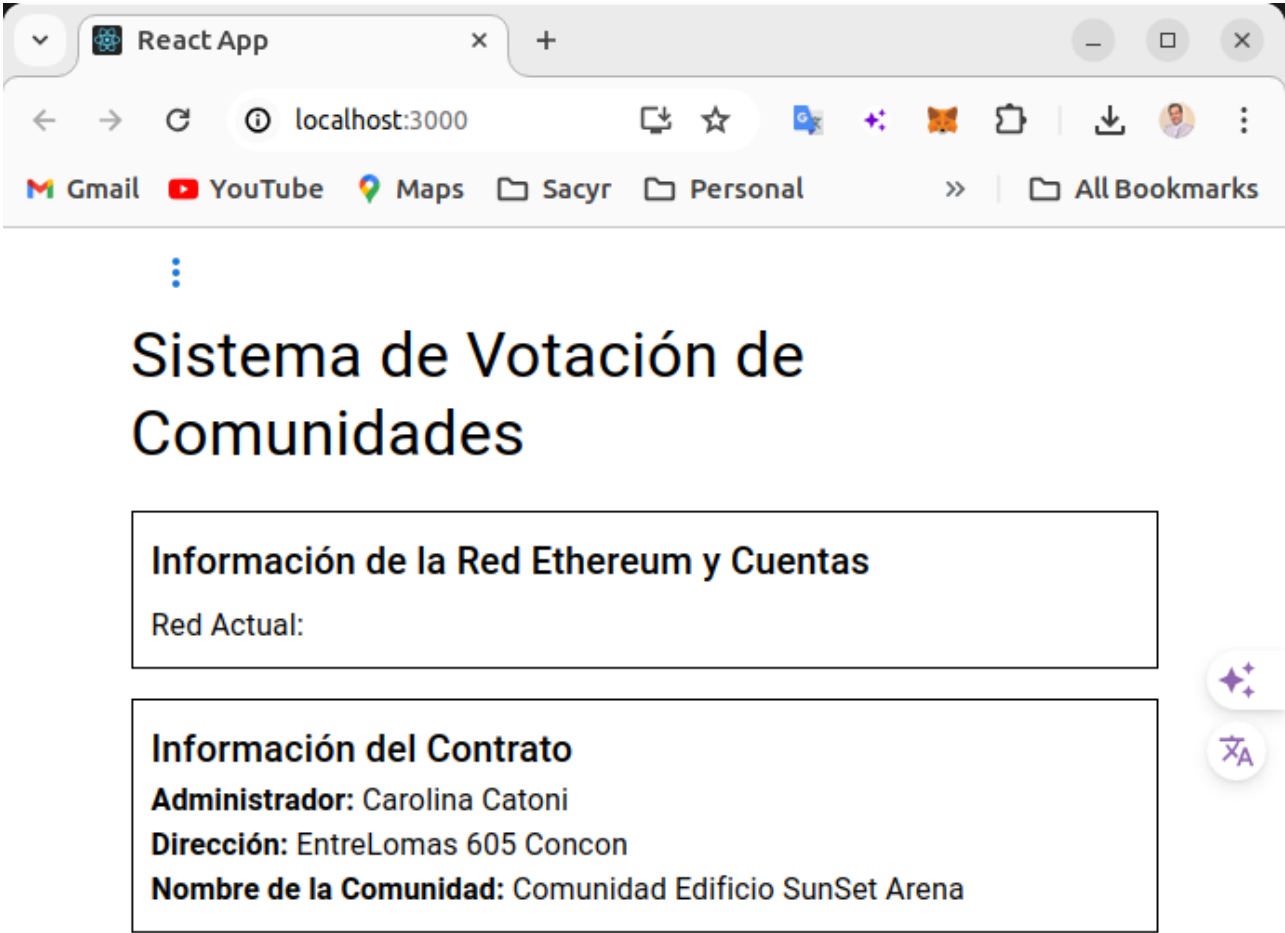 React App
localhost:3000
Gmail YouTube Maps Sacyr Personal All Bookmarks
Sistema de Votación de
Comunidades
Información de la Red Ethereum y Cuentas
Red Actual:
Información del Contrato
Administrador: Carolina Catoni
Dirección: EntreLomas 605 Concon
Nombre de la Comunidad: Comunidad Edificio SunSet Arena